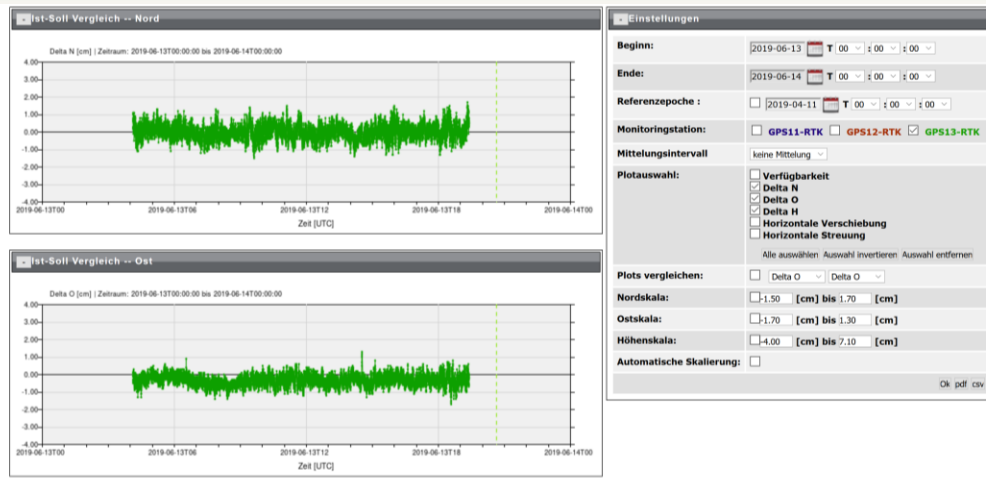 - Ist-Soll Vergleich -- Nord
Delta N [cm] | Zeitraum: 2019-06-13T00:00:00 bis 2019-06-14T00:00:00
4.00
3.00
2.00
1.00
0.00
-1.00
-2.00
-3.00
-4.00
2019-06-13T00 2019-06-13T06 2019-06-13T12 2019-06-13T18 2019-06-14T00
Zeit [UTC]
- Ist-Soll Vergleich -- Ost
Delta O [cm] | Zeitraum: 2019-06-13T00:00:00 bis 2019-06-14T00:00:00
4.00
3.00
2.00
1.00
0.00
-1.00
-2.00
-3.00
-4.00
2019-06-13T00 2019-06-13T06 2019-06-13T12 2019-06-13T18 2019-06-14T00
Zeit [UTC]
- Einstellungen
Beginn: 2019-06-13 T 00 : 00 : 00
Ende: 2019-06-14 T 00 : 00 : 00
Referenzepoche : 2019-04-11 T 00 : 00 : 00
Monitoringstation: GPS11-RTK GPS12-RTK GPS13-RTK
Mittelungsintervall keine Mittelung
Plotauswahl: Verfügbarkeit
Delta N
Delta O
Delta H
Horizontale Verschiebung
Horizontale Streuung
Alle auswählen Auswahl invertieren Auswahl entfernen
Plots vergleichen: Delta O Delta O
Nordskala: -1.50 [cm] bis 1.70 [cm]
Ostskala: -1.70 [cm] bis 1.30 [cm]
Höhenskala: -4.00 [cm] bis 7.10 [cm]
Automatische Skalierung:
Ok pdf csv